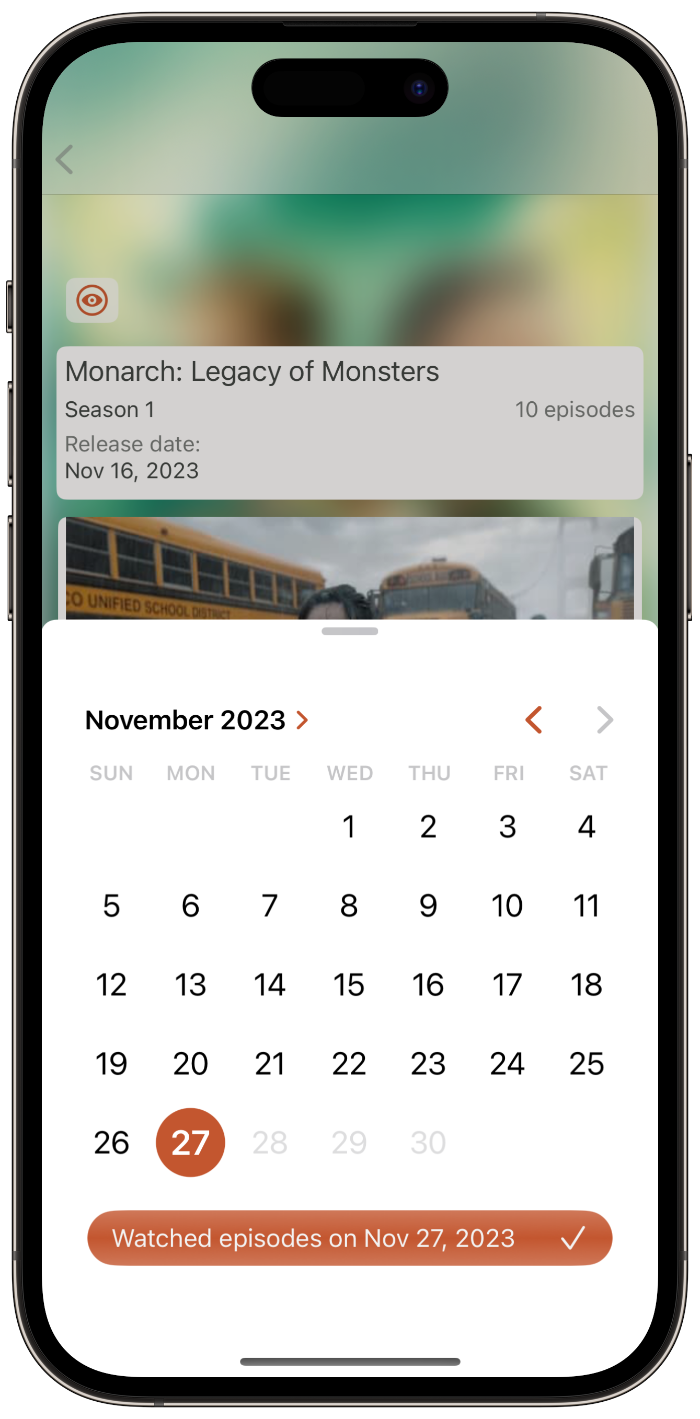 Monarch: Legacy of Monsters
Season 1 10 episodes
Release date:
Nov 16, 2023
CO UNIFIED SCHOOL DISTRICT
SCHOOL BUS
November 2023
SUN MON TUE WED THU FRI SAT
1 2 3 4
5 6 7 8 9 10 11
12 13 14 15 16 17 18
19 20 21 22 23 24 25
26 27 28 29 30
Watched episodes on Nov 27, 2023